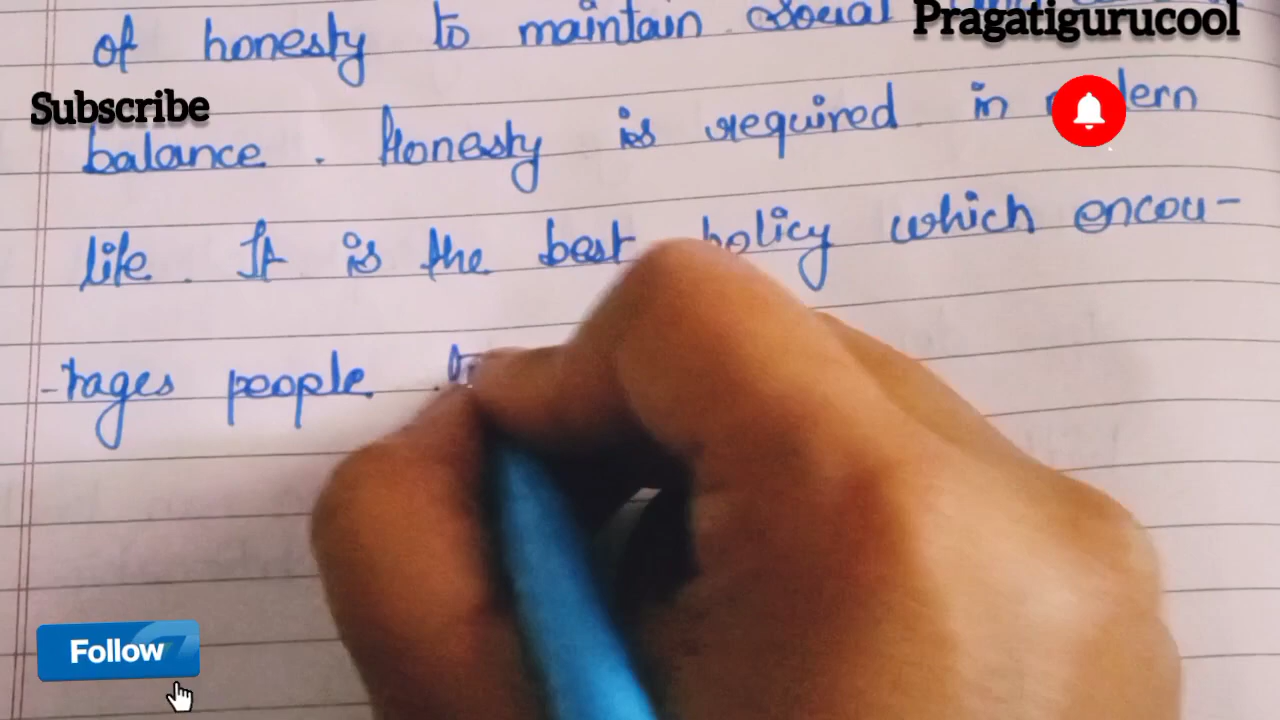 of honesty to maintain social
Pragatigurucool
Subscribe
balance. Honesty is required in
life. It is the best policy which encou-
-rages people
Follow